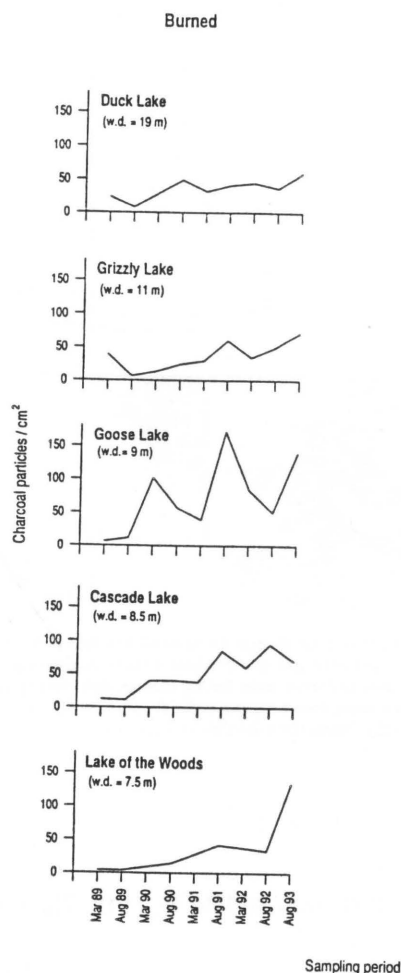 Burned
Duck Lake
(w.d. = 19 m)
150
100
50
0
Grizzly Lake
(w.d. = 11 m)
150
100
50
0
Charcoal particles / cm²
Goose Lake
(w.d. = 9 m)
150
100
50
0
Cascade Lake
(w.d. = 8.5 m)
150
100
50
0
Lake of the Woods
(w.d. = 7.5 m)
150
100
50
0
Mar 89
Aug 89
Mar 90
Aug 90
Mar 91
Aug 91
Mar 92
Aug 92
Aug 93
Sampling period